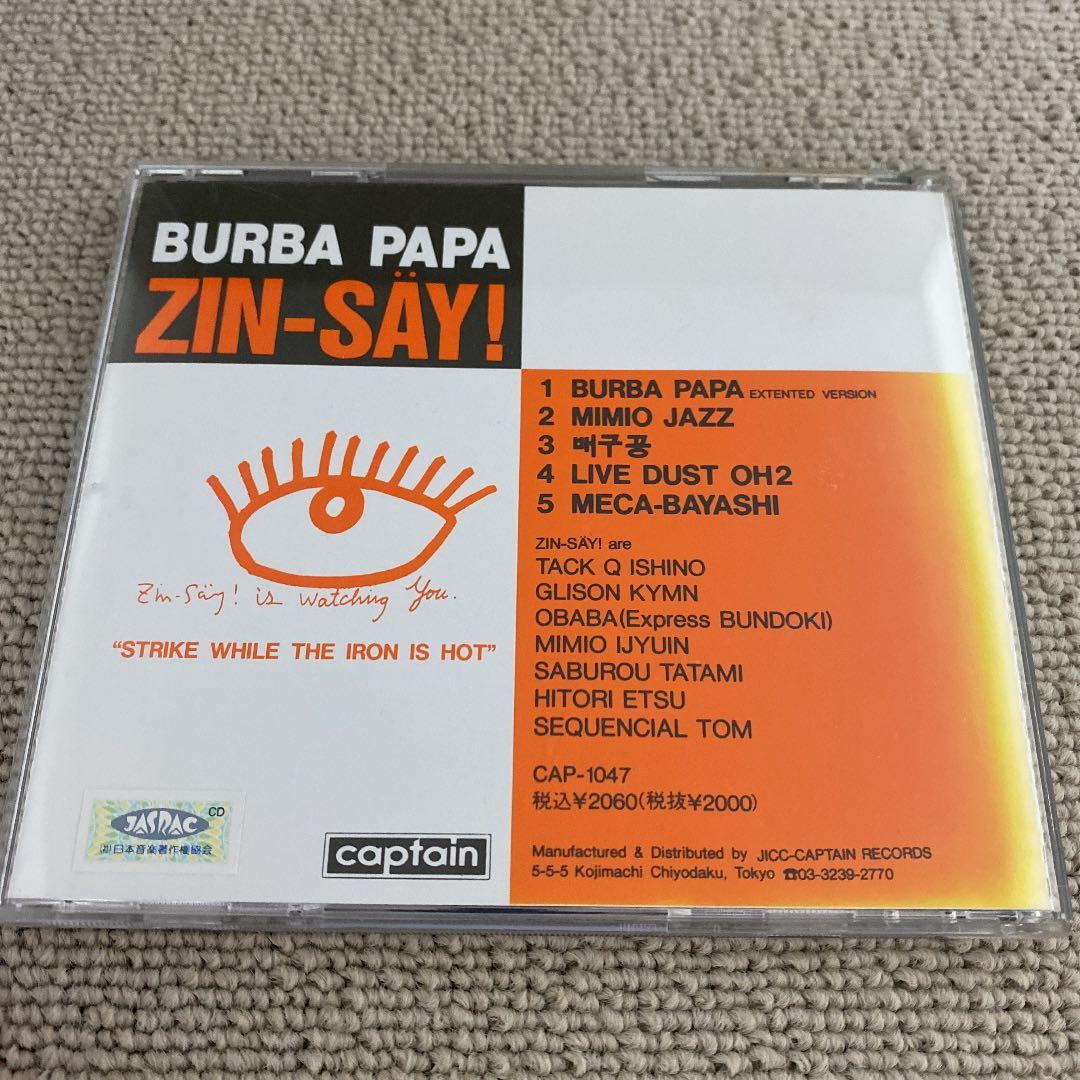 BURBA PAPA
ZIN-SÄY!
1 BURBA PAPA EXTENTED VERSION
2 MIMIO JAZZ
3 배구공
4 LIVE DUST OH2
5 MECA-BAYASHI
Zin-Säy! is watching You.
"STRIKE WHILE THE IRON IS HOT"
ZIN-SÄY! are
TACK Q ISHINO
GLISON KYMN
OBABA(Express BUNDOKI)
MIMIO IJYUIN
SABUROU TATAMI
HITORI ETSU
SEQUENCIAL TOM
CAP-1047
税込¥2060(税抜¥2000)
Manufactured & Distributed by JICC-CAPTAIN RECORDS
5-5-5 Kojimachi Chiyodaku, Tokyo ☎03-3239-2770
CD
JASRAC
(社)日本音楽著作権協会
captain